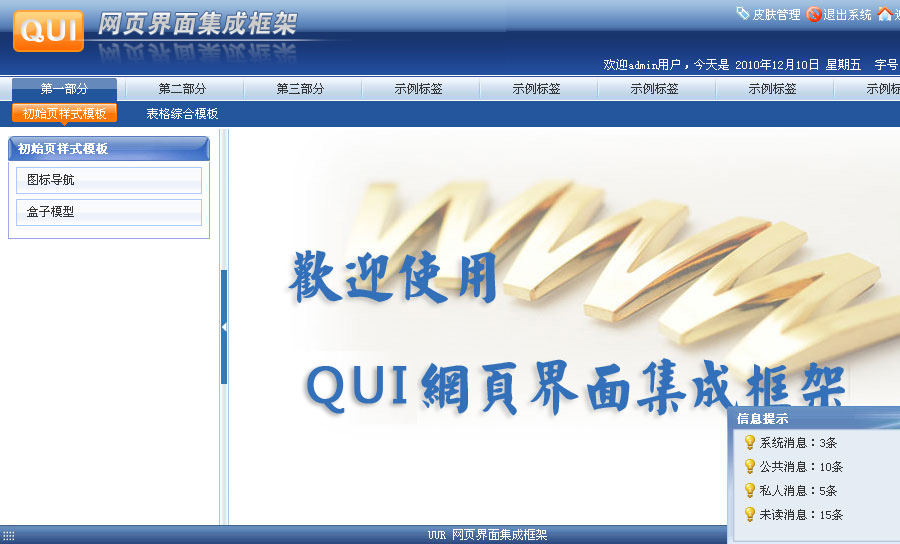 QUI 网页界面集成框架
皮肤管理 退出系统
欢迎admin用户，今天是 2010年12月10日 星期五 字号
第一部分 第二部分 第三部分 示例标签 示例标签 示例标签 示例标签 示例标
初始页样式模板 表格综合模板
初始页样式模板
图标导航
盒子模型
www
歡迎使用
QUI 網頁界面集成框架
信息提示
系统消息：3条
公共消息：10条
私人消息：5条
未读消息：15条
UUR 网页界面集成框架